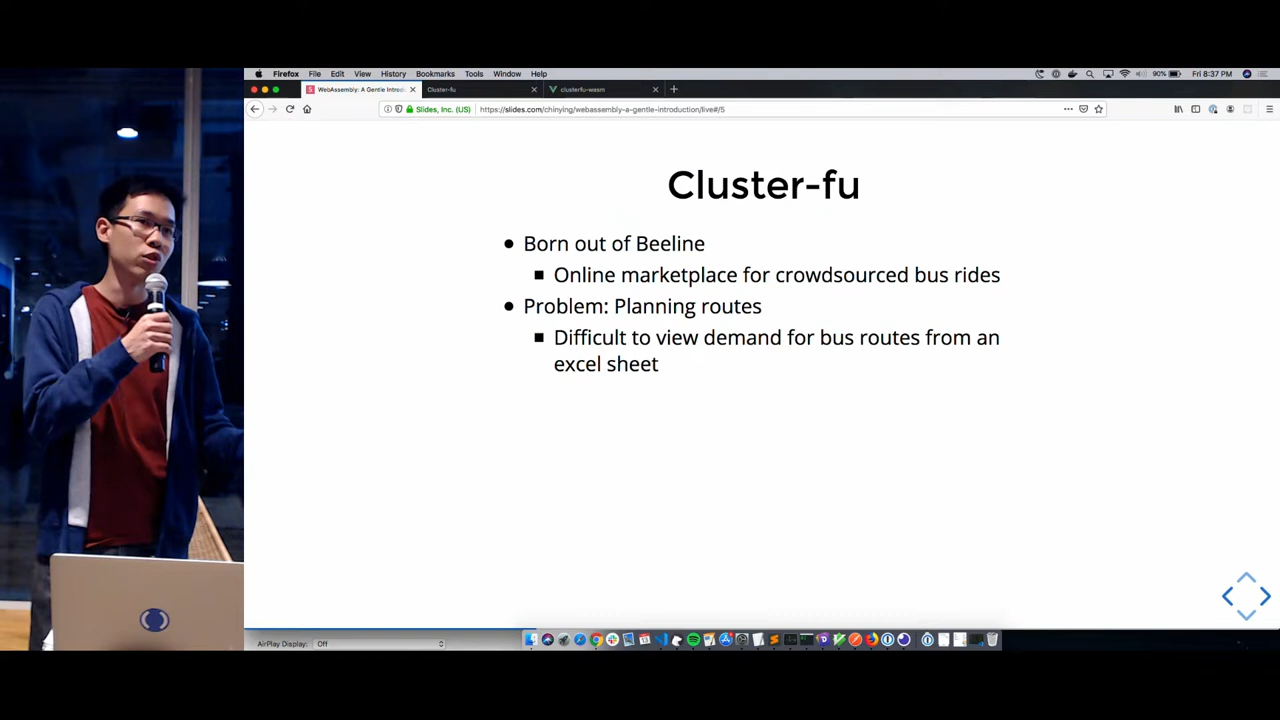 Firefox File Edit View History Bookmarks Tools Window Help
90% Fri 8:37 PM
WebAssembly: A Gentle Introdu
Cluster-fu
clusterfu-wasm
Slides, Inc. (US)
https://slides.com/chinying/webassembly-a-gentle-introduction/live#/5
Cluster-fu
Born out of Beeline
Online marketplace for crowdsourced bus rides
Problem: Planning routes
Difficult to view demand for bus routes from an
excel sheet
AirPlay Display: Off